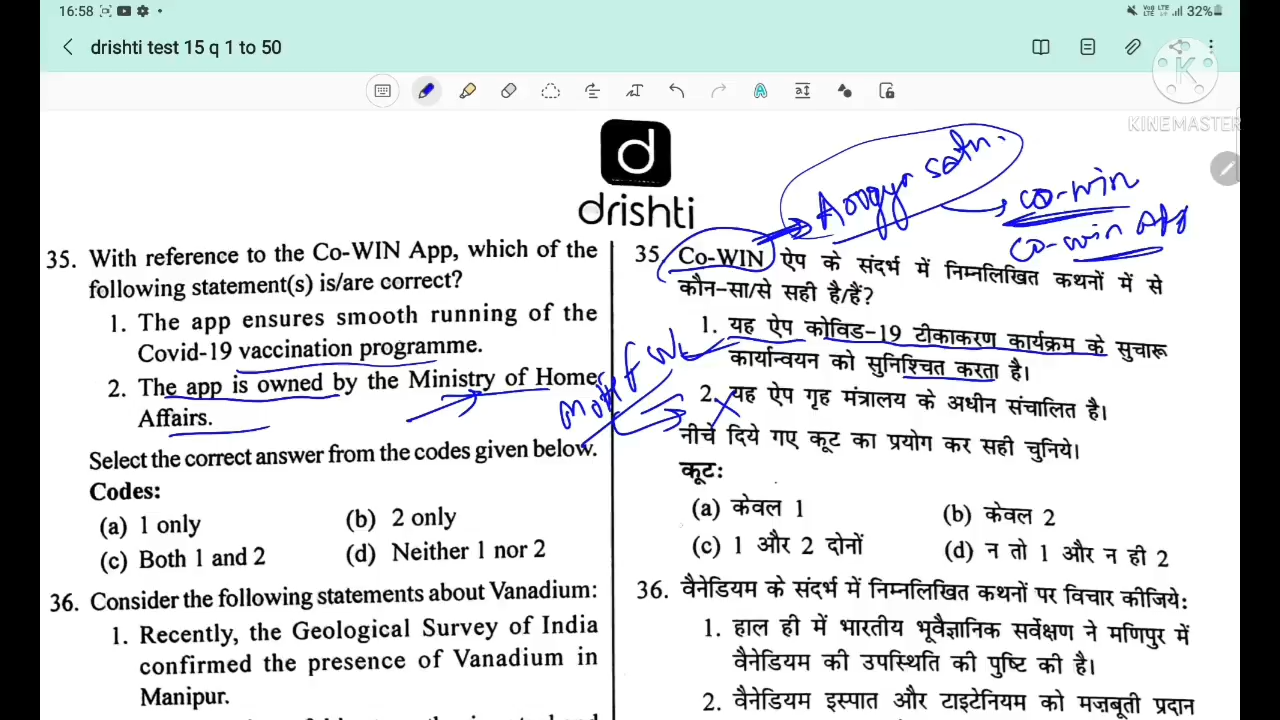 16:58
32%
drishti test 15 q 1 to 50
KINEMASTER
d
drishti
Co-win
Co-win App
35. With reference to the Co-WIN App, which of the
following statement(s) is/are correct?
1. The app ensures smooth running of the
Covid-19 vaccination programme.
2. The app is owned by the Ministry of Home
Affairs.
Select the correct answer from the codes given below.
Codes:
(a) 1 only
(b) 2 only
(c) Both 1 and 2
(d) Neither 1 nor 2
36. Consider the following statements about Vanadium:
1. Recently, the Geological Survey of India
confirmed the presence of Vanadium in
Manipur.
35. Co-WIN ऐप के संदर्भ में निम्नलिखित कथनों में से
कौन-सा/से सही है/हैं?
1. यह ऐप कोविड-19 टीकाकरण कार्यक्रम के सुचारू
कार्यान्वयन को सुनिश्चित करता है।
2. यह ऐप गृह मंत्रालय के अधीन संचालित है।
नीचे दिये गए कूट का प्रयोग कर सही चुनिये।
कूट:
(a) केवल 1
(b) केवल 2
(c) 1 और 2 दोनों
(d) न तो 1 और न ही 2
36. वैनेडियम के संदर्भ में निम्नलिखित कथनों पर विचार कीजिये:
1. हाल ही में भारतीय भूवैज्ञानिक सर्वेक्षण ने मणिपुर में
वैनेडियम की उपस्थिति की पुष्टि की है।
2. वैनेडियम इस्पात और टाइटेनियम को मज़बूती प्रदान